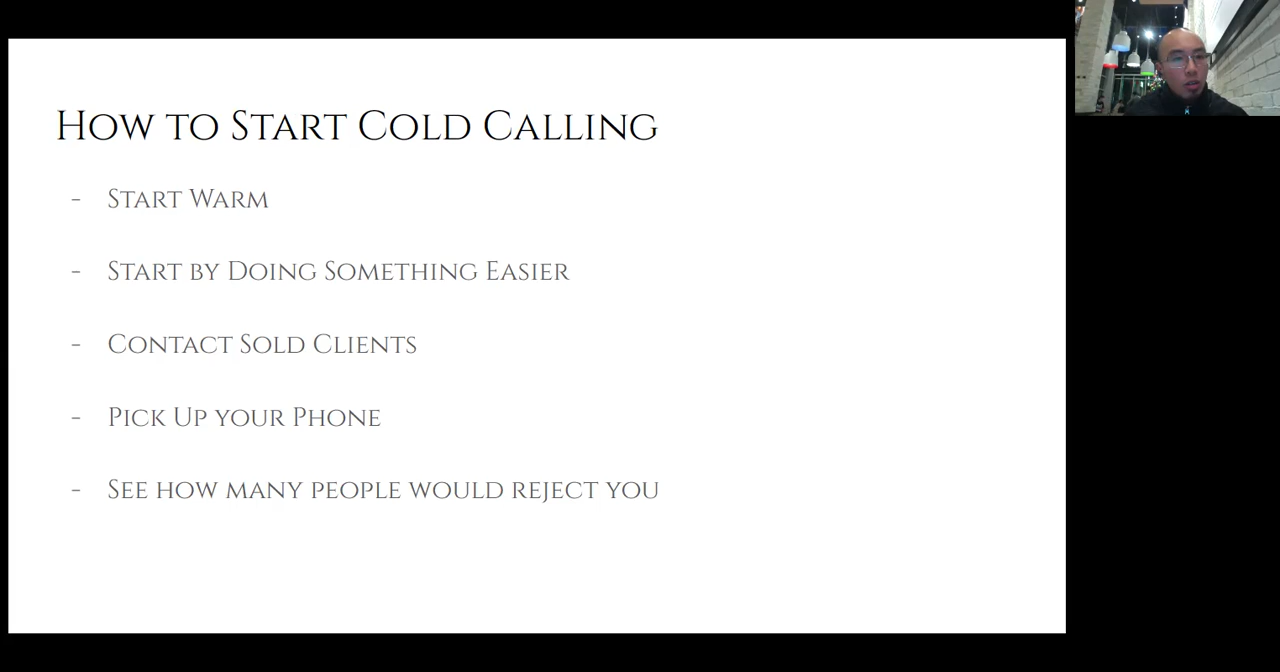 How to Start Cold Calling
- Start Warm
- Start by Doing Something Easier
- Contact Sold Clients
- Pick Up your Phone
- See how many people would reject you